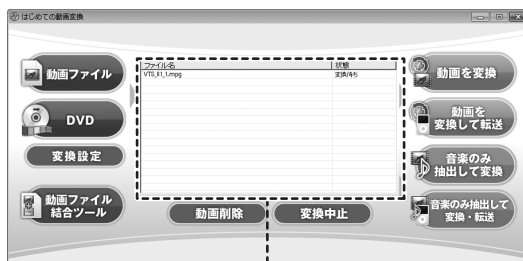 はじめての動画変換
動画ファイル
DVD
変換設定
動画ファイル
結合ツール
ファイル名
状態
変換待ち
動画削除
変換中止
動画を変換
動画を
変換して転送
音楽のみ
抽出して変換
音楽のみ抽出して
変換・転送